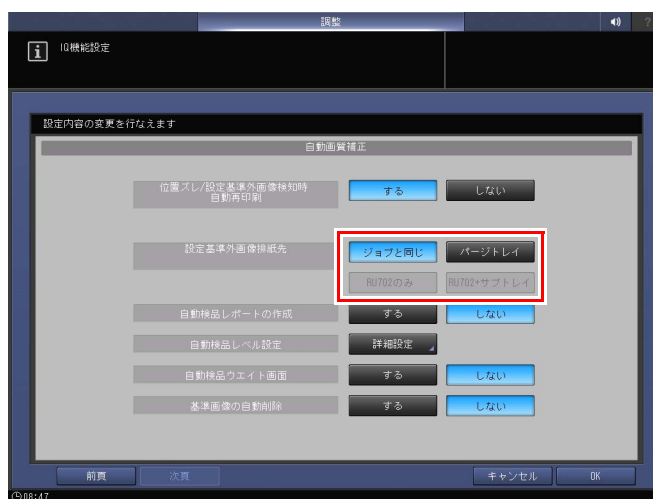 調整
?
i
IQ機能設定
設定内容の変更を行なえます
自動画質補正
位置ズレ/設定基準外画像検知時
自動再印刷
する
しない
設定基準外画像排紙先
ジョブと同じ
パージトレイ
RU702のみ
RU702+サブトレイ
自動検品レポートの作成
する
しない
自動検品レベル設定
詳細設定
自動検品ウエイト画面
する
しない
基準画像の自動削除
する
しない
前頁
次頁
キャンセル
OK
08:47